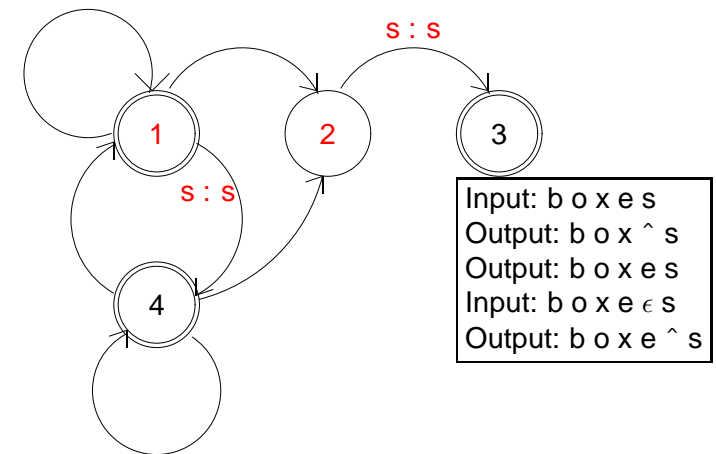 s : s
1
2
3
s : s
4
Input: b o x e s
Output: b o x ˆ s
Output: b o x e s
Input: b o x e ϵ s
Output: b o x e ˆ s